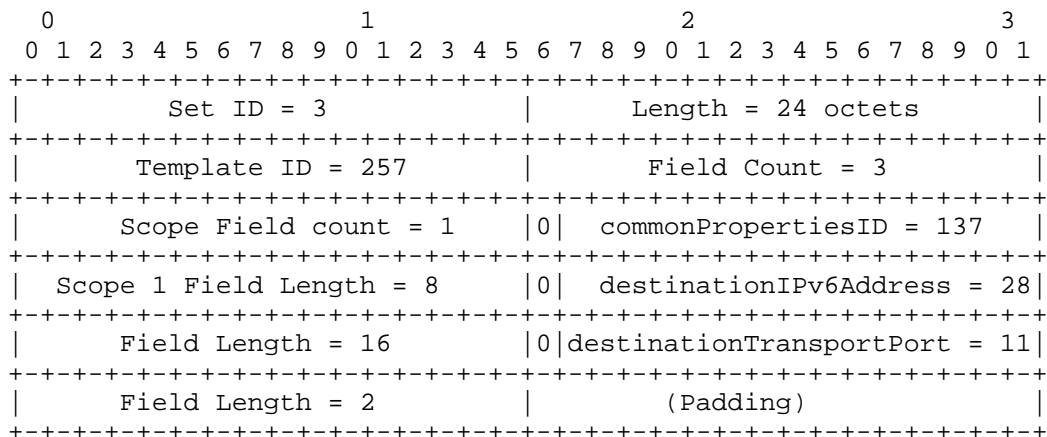 0                   1                   2                   3
 0 1 2 3 4 5 6 7 8 9 0 1 2 3 4 5 6 7 8 9 0 1 2 3 4 5 6 7 8 9 0 1
+-+-+-+-+-+-+-+-+-+-+-+-+-+-+-+-+-+-+-+-+-+-+-+-+-+-+-+-+-+-+-+-+
|         Set ID = 3            |      Length = 24 octets       |
+-+-+-+-+-+-+-+-+-+-+-+-+-+-+-+-+-+-+-+-+-+-+-+-+-+-+-+-+-+-+-+-+
|       Template ID = 257       |       Field Count = 3         |
+-+-+-+-+-+-+-+-+-+-+-+-+-+-+-+-+-+-+-+-+-+-+-+-+-+-+-+-+-+-+-+-+
|      Scope Field count = 1    |0|  commonPropertiesID = 137   |
+-+-+-+-+-+-+-+-+-+-+-+-+-+-+-+-+-+-+-+-+-+-+-+-+-+-+-+-+-+-+-+-+
|  Scope 1 Field Length = 8     |0|  destinationIPv6Address = 28|
+-+-+-+-+-+-+-+-+-+-+-+-+-+-+-+-+-+-+-+-+-+-+-+-+-+-+-+-+-+-+-+-+
|      Field Length = 16        |0|destinationTransportPort = 11|
+-+-+-+-+-+-+-+-+-+-+-+-+-+-+-+-+-+-+-+-+-+-+-+-+-+-+-+-+-+-+-+-+
|      Field Length = 2         |        (Padding)              |
+-+-+-+-+-+-+-+-+-+-+-+-+-+-+-+-+-+-+-+-+-+-+-+-+-+-+-+-+-+-+-+-+